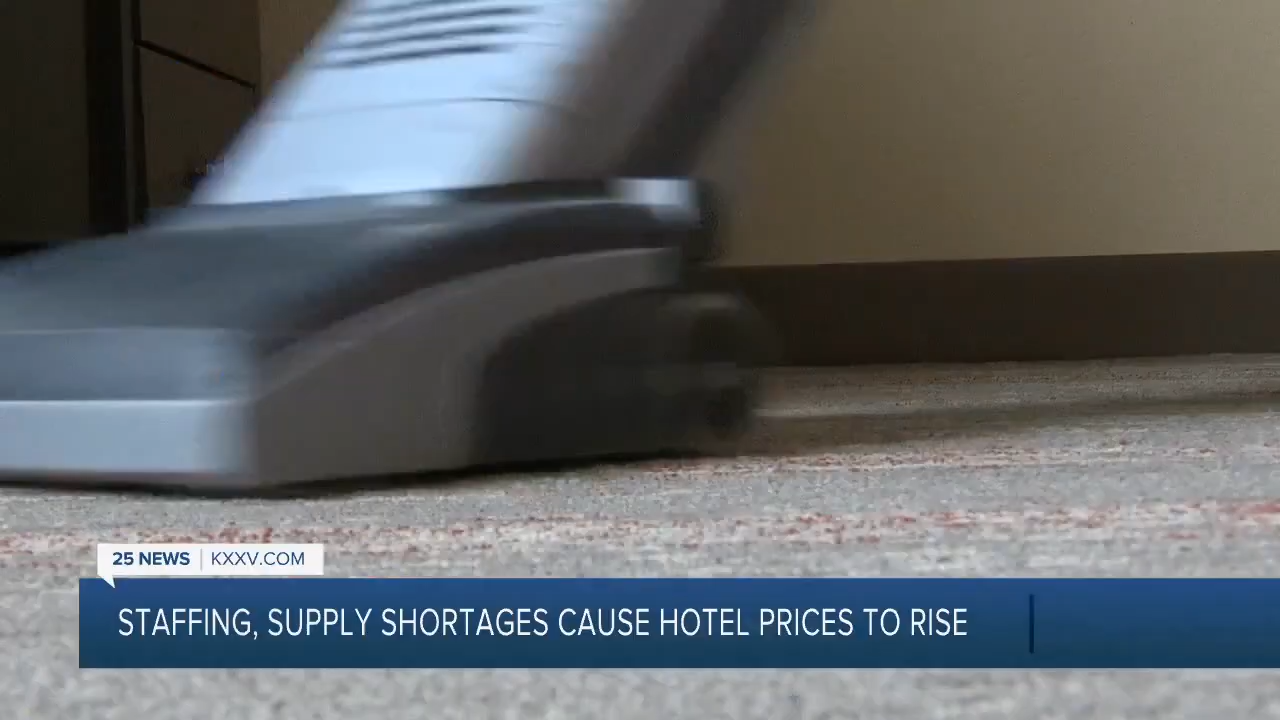 25 NEWS | KXXV.COM
STAFFING, SUPPLY SHORTAGES CAUSE HOTEL PRICES TO RISE